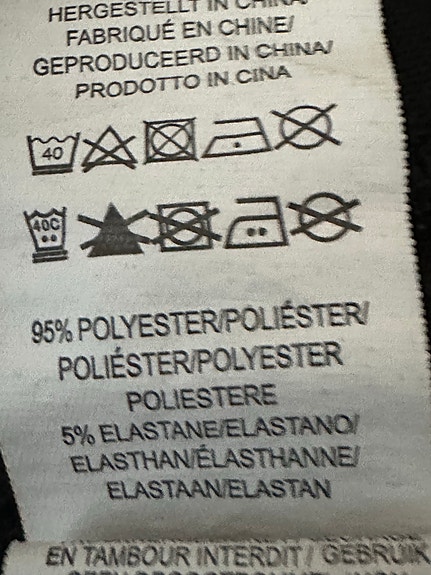 HERGESTELLT IN CHINA/
FABRIQUÉ EN CHINE/
GEPRODUCEERD IN CHINA/
PRODOTTO IN CINA
40
40C
95% POLYESTER/POLIÉSTER/
POLIÉSTER/POLYESTER
POLIESTERE
5% ELASTANE/ELASTANO/
ELASTHAN/ÉLASTHANNE/
ELASTAAN/ELASTAN
EN TAMBOUR INTERDIT / GEBRUIK